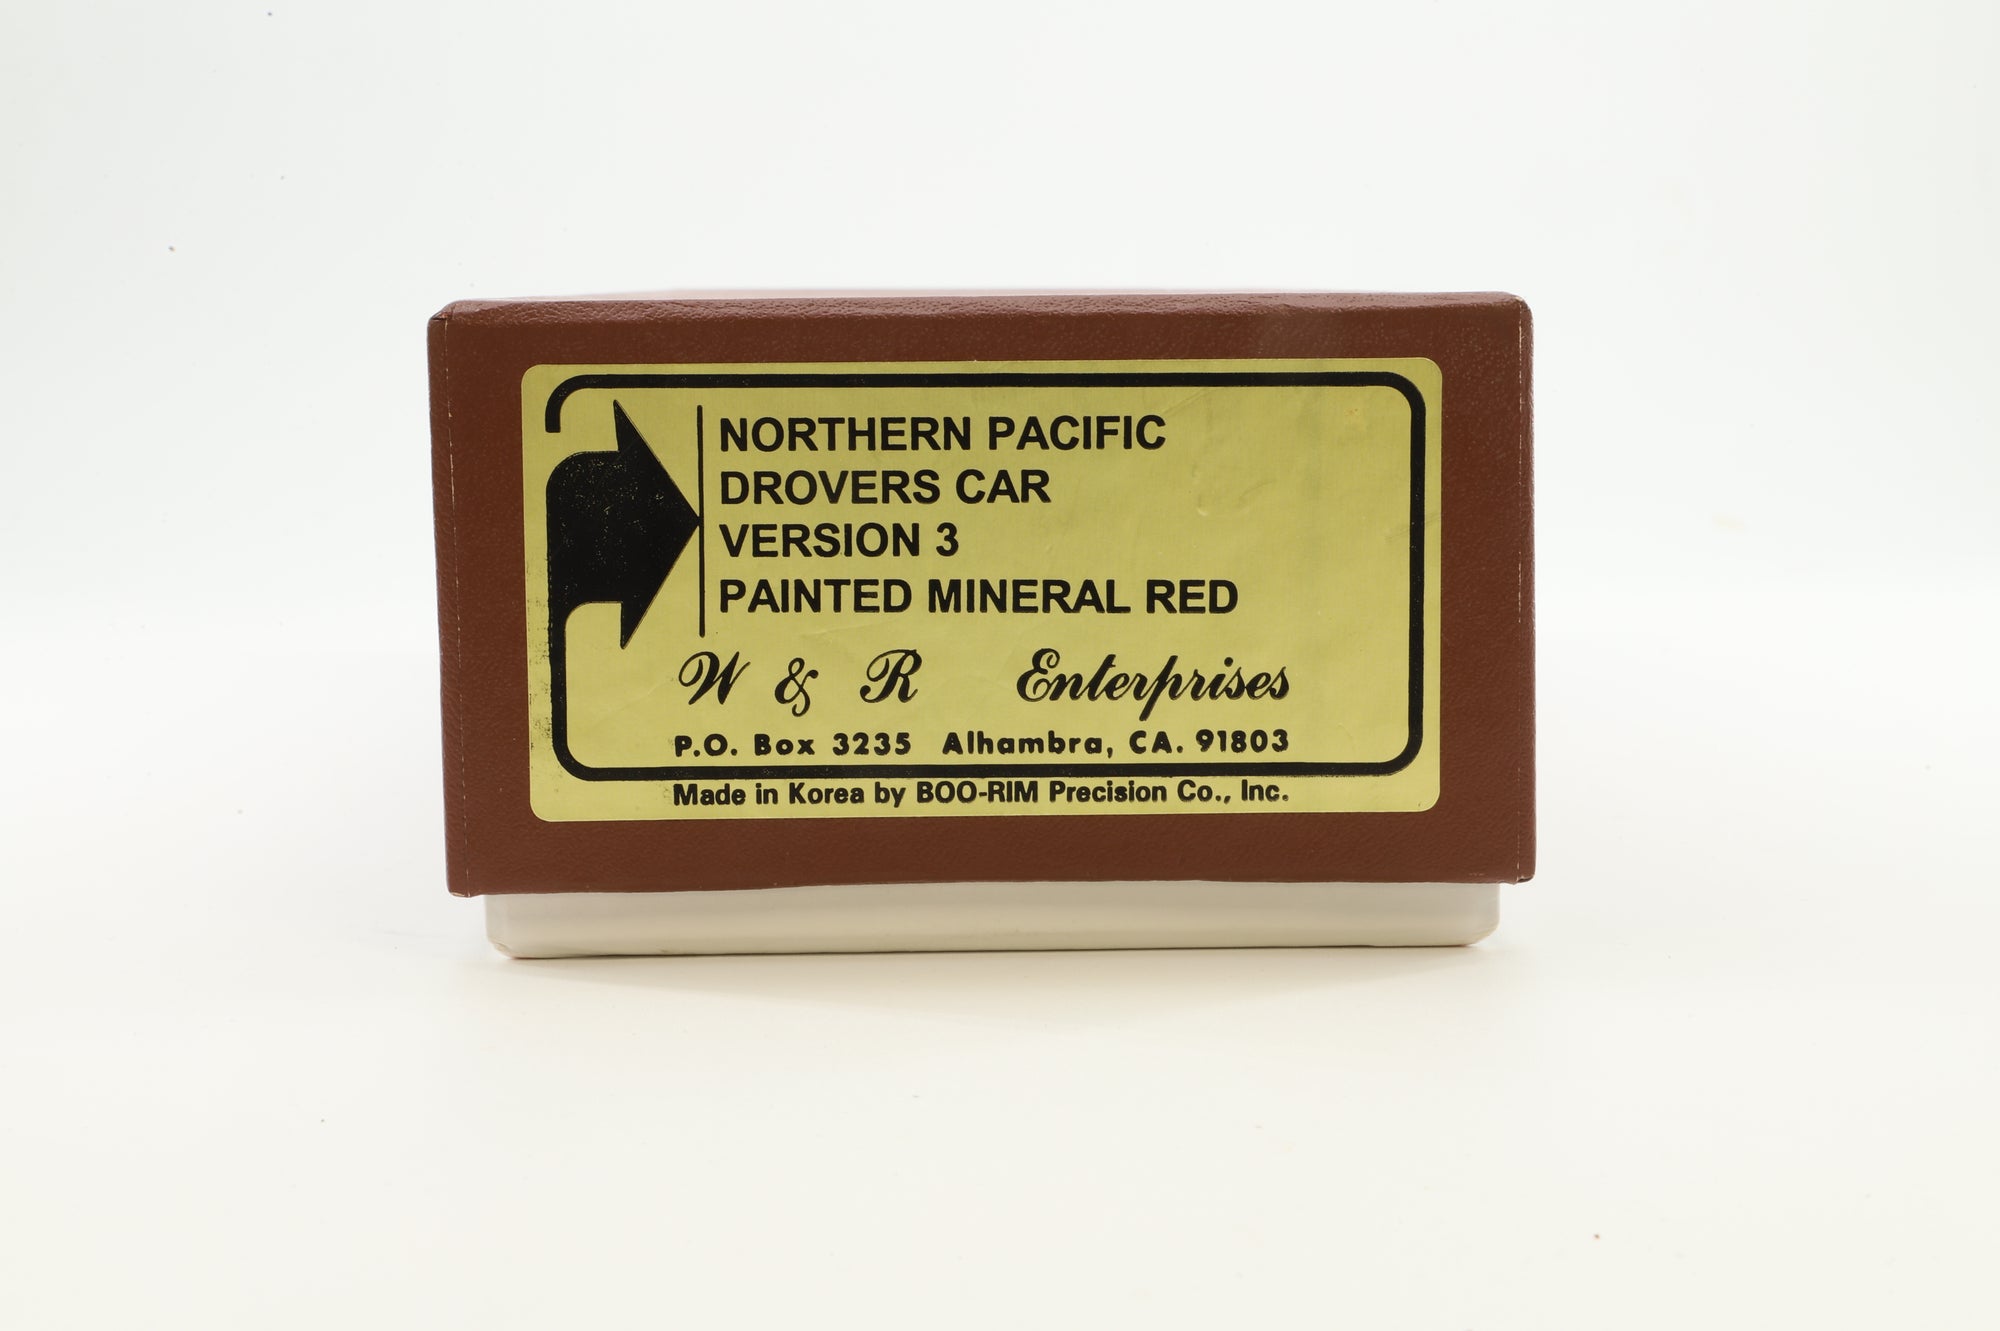 NORTHERN PACIFIC
DROVERS CAR
VERSION 3
PAINTED MINERAL RED
W & R Enterprises
P.O. Box 3235 Alhambra, CA. 91803
Made in Korea by BOO-RIM Precision Co., Inc.